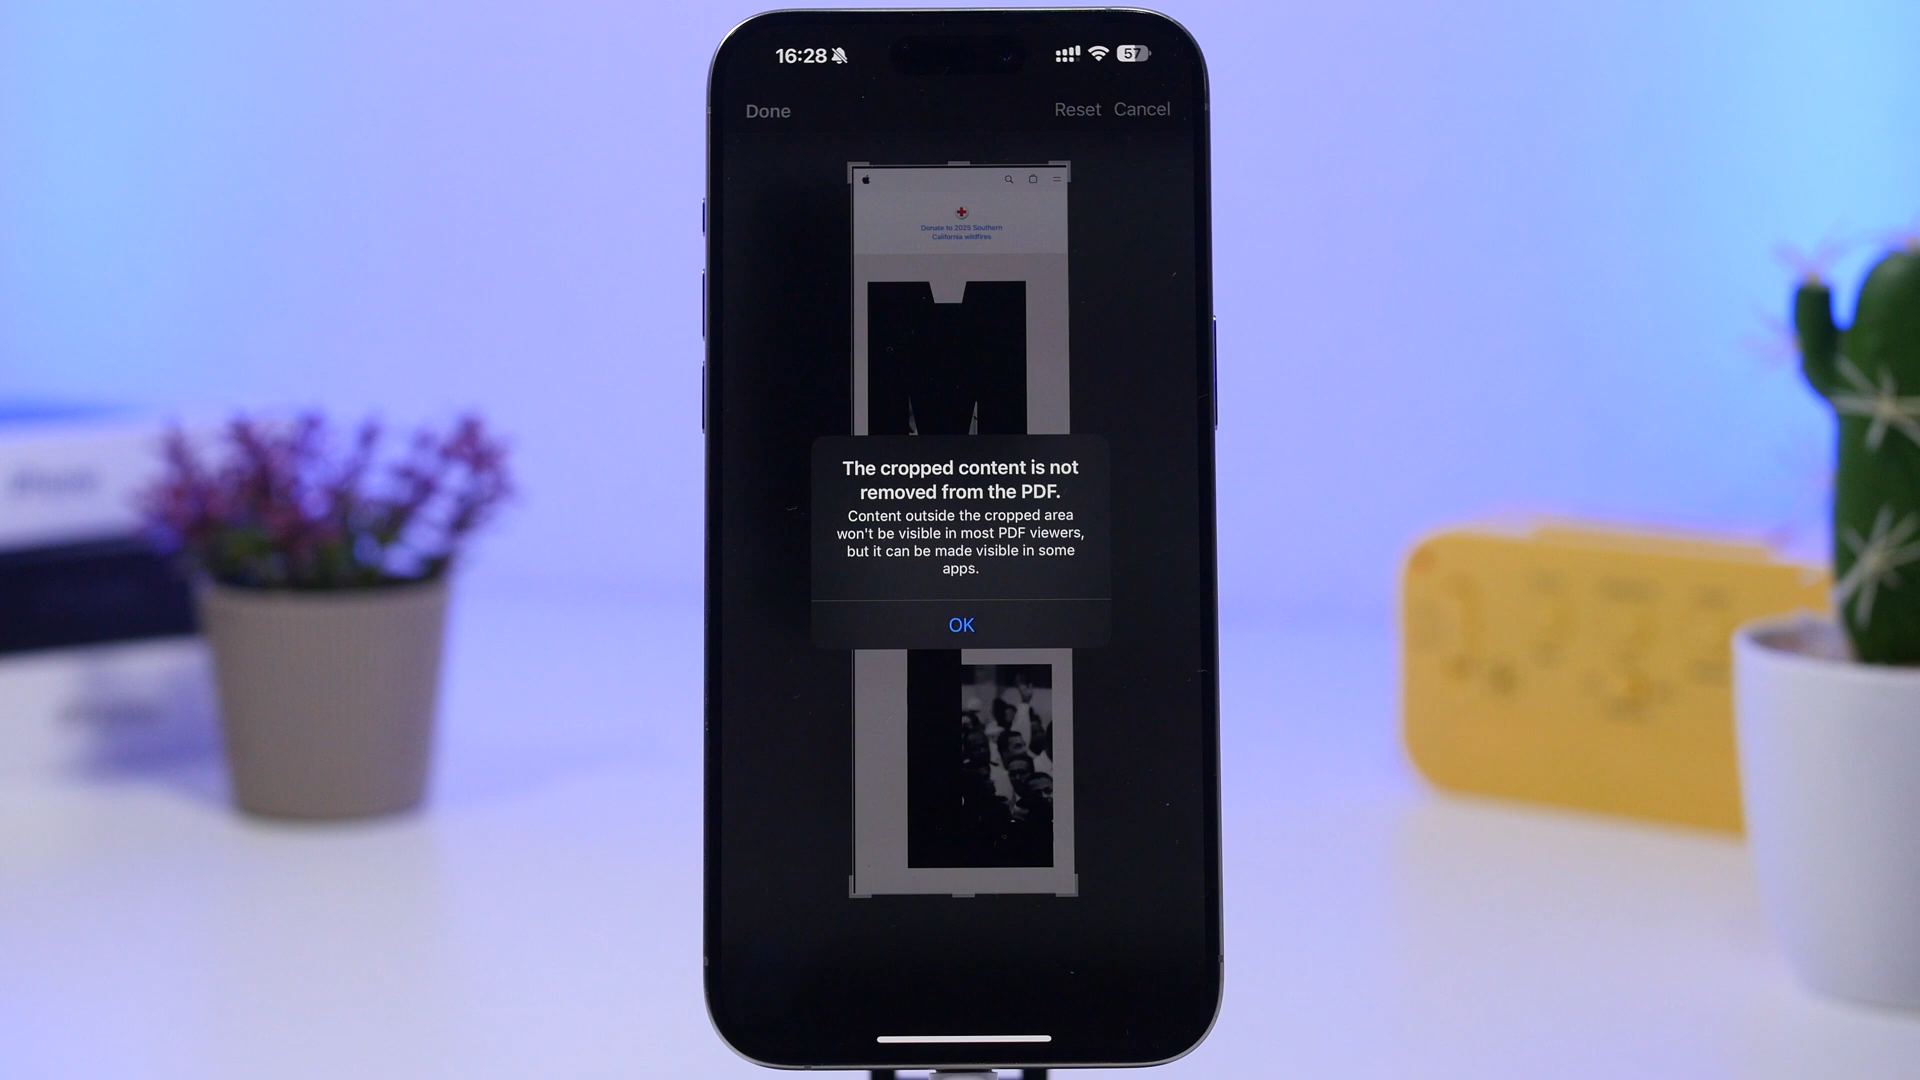 16:28
57
Done Reset Cancel
Donate to 2025 Southern
California wildfires
The cropped content is not
removed from the PDF.
Content outside the cropped area
won't be visible in most PDF viewers,
but it can be made visible in some
apps.
OK